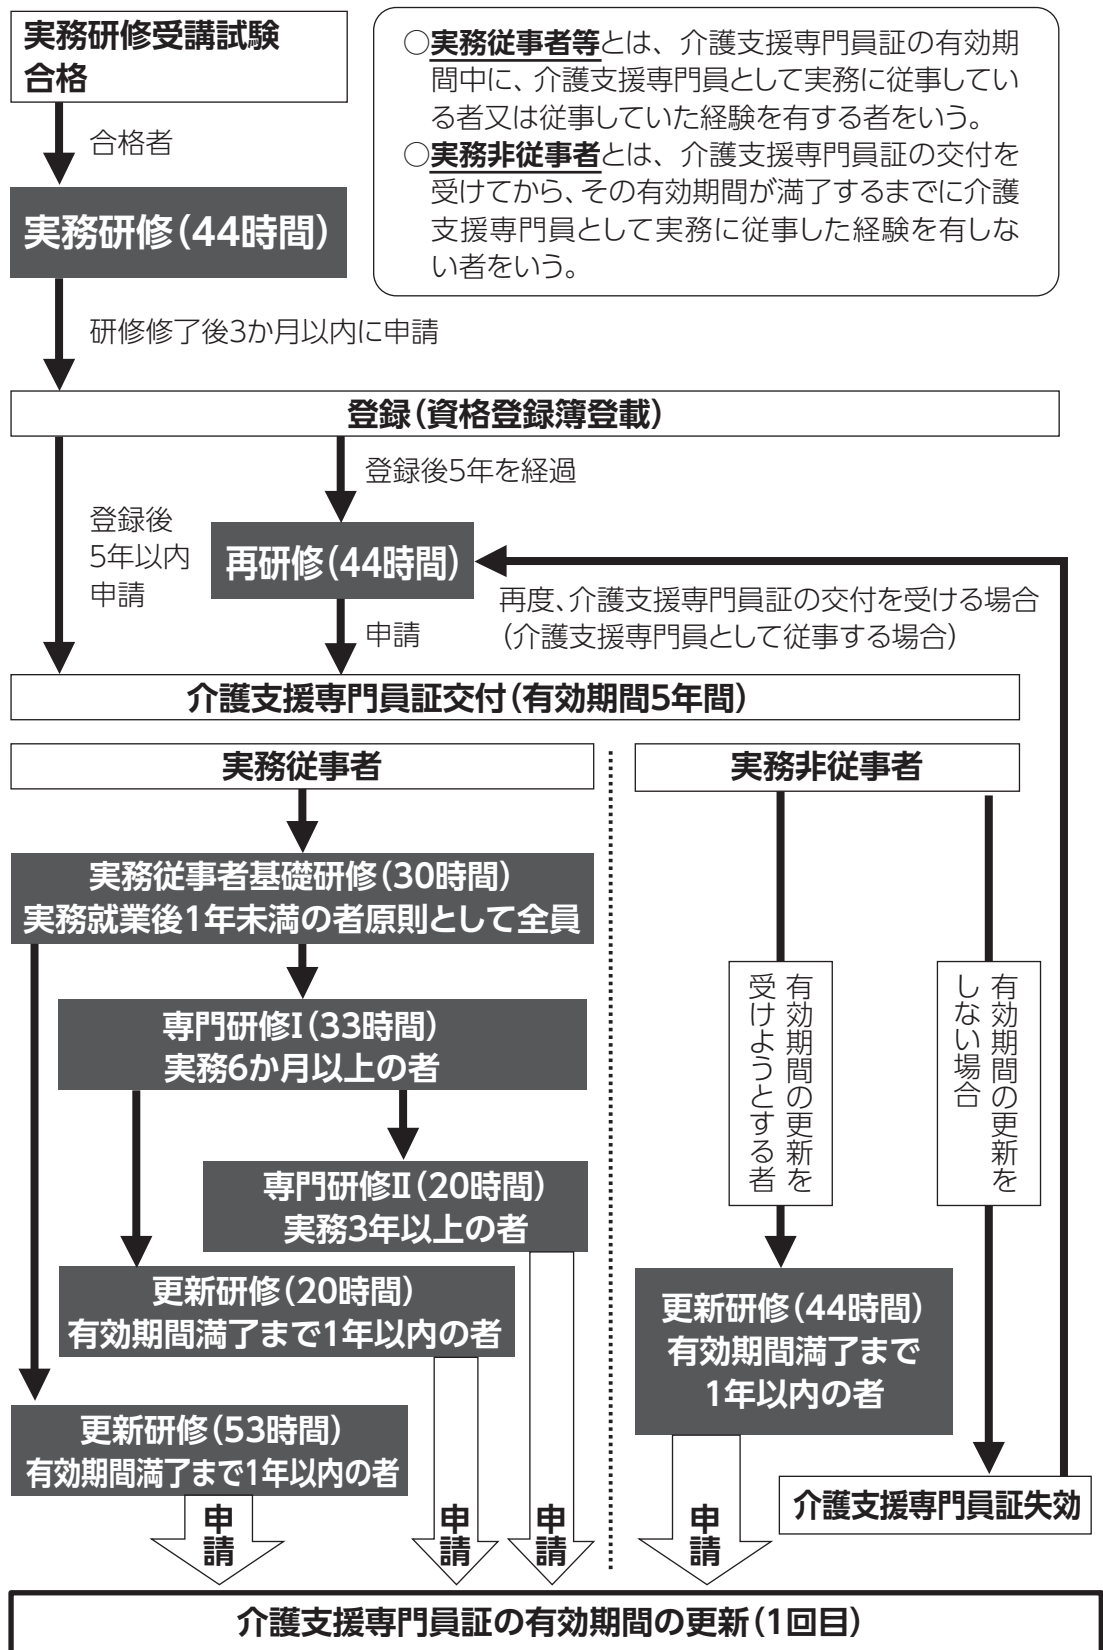 実務研修受講試験
合格
○実務従事者等とは、介護支援専門員証の有効期
間中に、介護支援専門員として実務に従事してい
る者又は従事していた経験を有する者をいう。
○実務非従事者とは、介護支援専門員証の交付を
受けてから、その有効期間が満了するまでに介護
支援専門員として実務に従事した経験を有しな
い者をいう。
合格者
実務研修(44時間)
研修修了後3か月以内に申請
登録(資格登録簿登載)
登録後5年を経過
登録後
5年以内
申請
再研修(44時間)
再度、介護支援専門員証の交付を受ける場合
(介護支援専門員として従事する場合)
申請
介護支援専門員証交付(有効期間5年間)
実務従事者
実務非従事者
実務従事者基礎研修(30時間)
実務就業後1年未満の者原則として全員
専門研修Ⅰ(33時間)
実務6か月以上の者
専門研修Ⅱ(20時間)
実務3年以上の者
更新研修(20時間)
有効期間満了まで1年以内の者
更新研修(53時間)
有効期間満了まで1年以内の者
有効期間の更新を
受けようとする者
有効期間の更新を
しない場合
更新研修(44時間)
有効期間満了まで
1年以内の者
介護支援専門員証失効
申請
申請
申請
申請
介護支援専門員証の有効期間の更新(1回目)